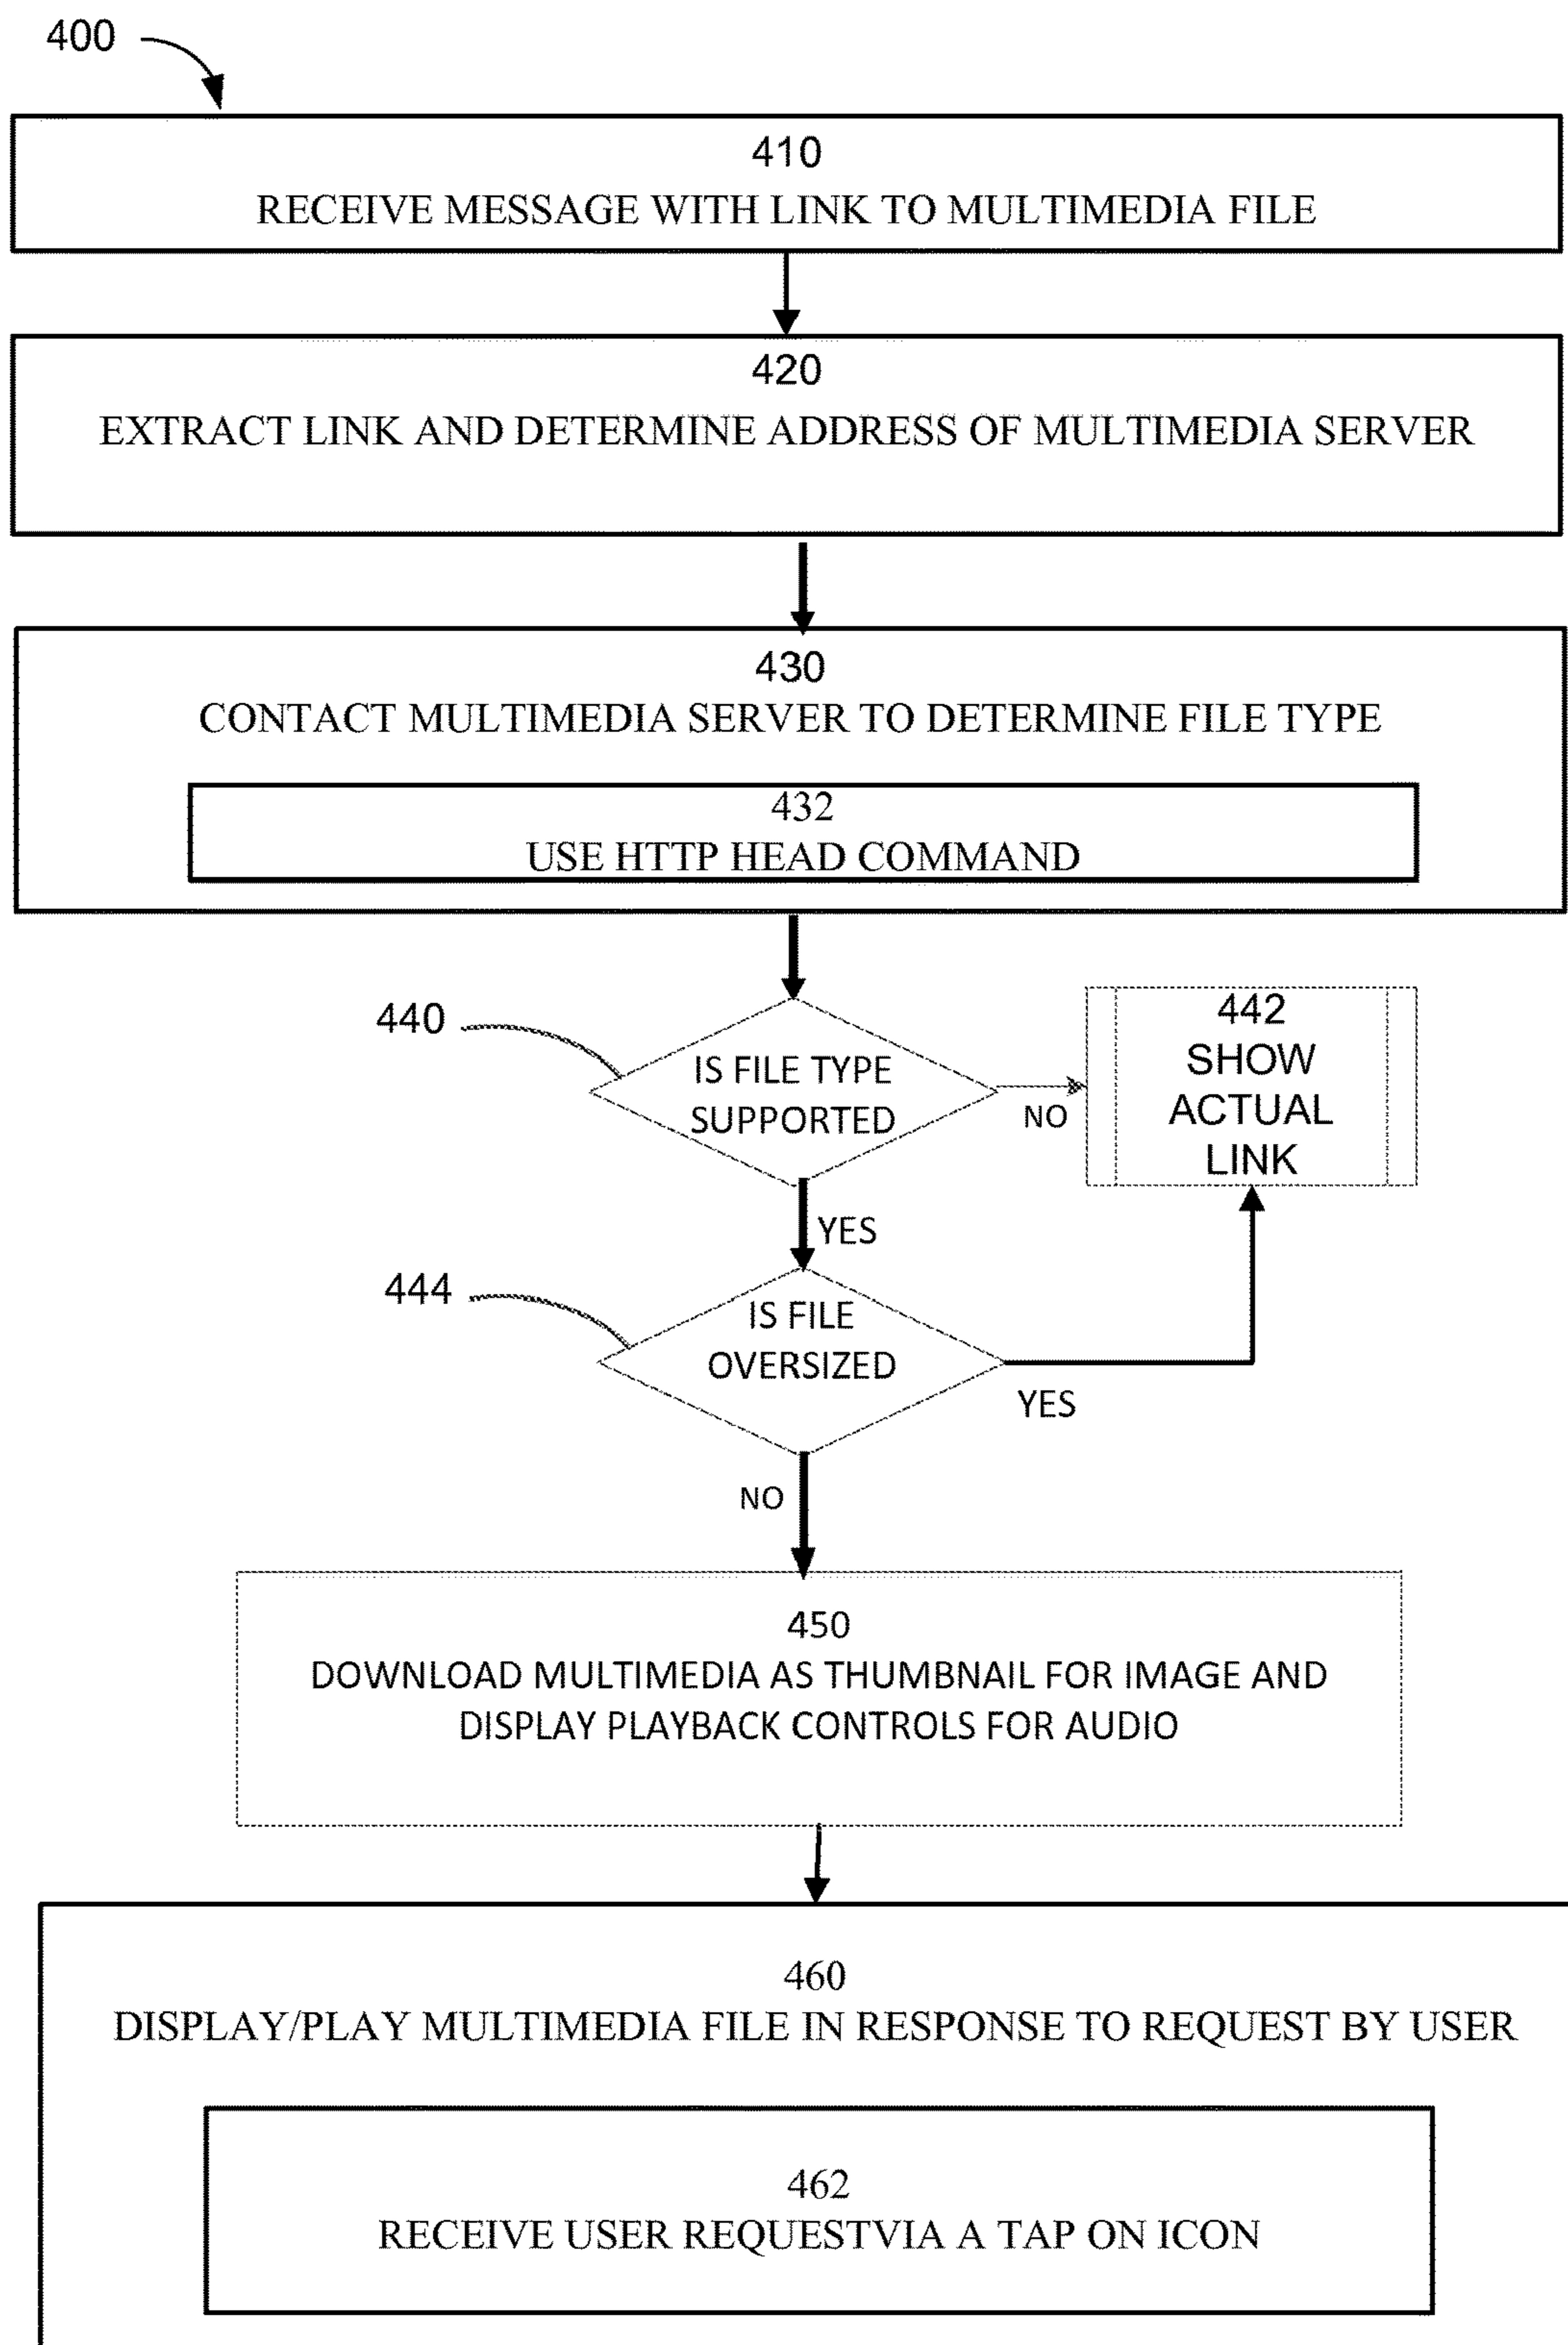 400
410
RECEIVE MESSAGE WITH LINK TO MULTIMEDIA FILE
420
EXTRACT LINK AND DETERMINE ADDRESS OF MULTIMEDIA SERVER
430
CONTACT MULTIMEDIA SERVER TO DETERMINE FILE TYPE
432
USE HTTP HEAD COMMAND
440
IS FILE TYPE
SUPPORTED
NO
442
SHOW
ACTUAL
LINK
YES
444
IS FILE
OVERSIZED
YES
NO
450
DOWNLOAD MULTIMEDIA AS THUMBNAIL FOR IMAGE AND
DISPLAY PLAYBACK CONTROLS FOR AUDIO
460
DISPLAY/PLAY MULTIMEDIA FILE IN RESPONSE TO REQUEST BY USER
462
RECEIVE USER REQUESTVIA A TAP ON ICON